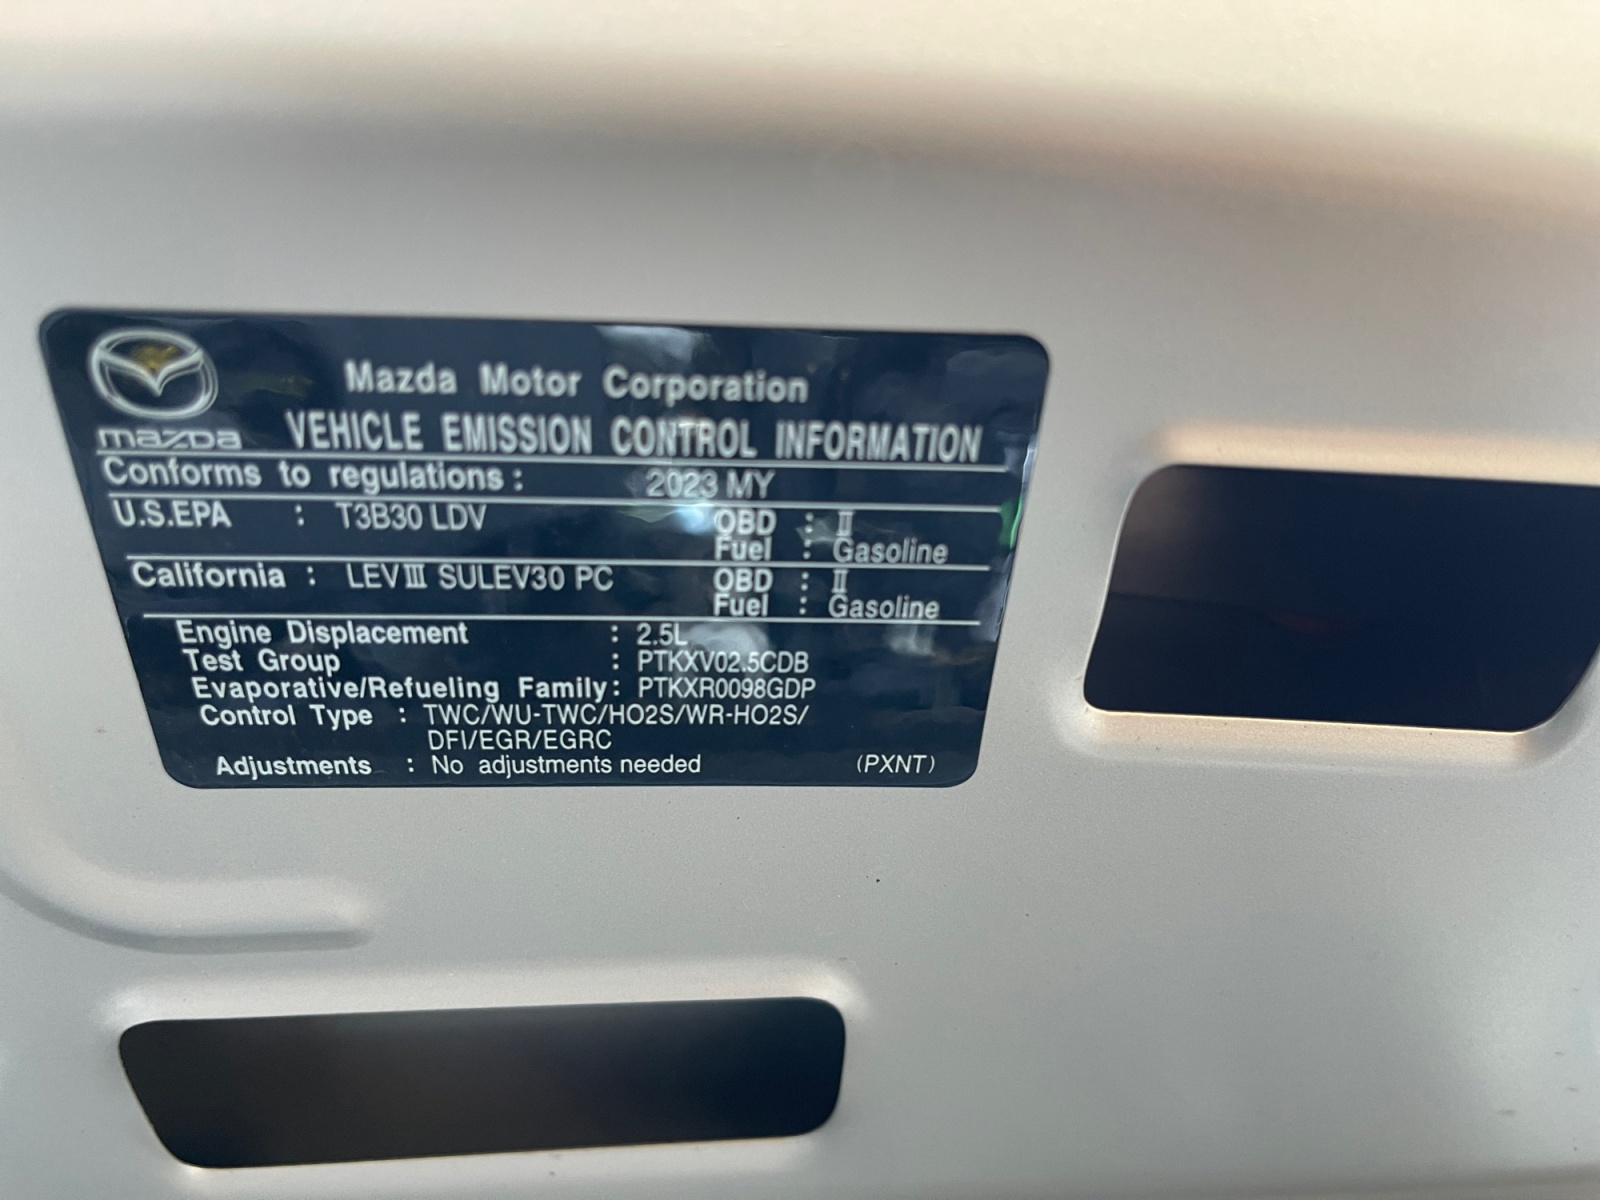 Mazda Motor Corporation
mazda VEHICLE EMISSION CONTROL INFORMATION
Conforms to regulations : 2023 MY
U.S.EPA : T3B30 LDV OBD : II
Fuel : Gasoline
California : LEV III SULEV30 PC OBD : II
Fuel : Gasoline
Engine Displacement : 2.5L
Test Group : PTKXV02.5CDB
Evaporative/Refueling Family : PTKXR0098GDP
Control Type : TWC/WU-TWC/HO2S/WR-HO2S/
DFI/EGR/EGRC
Adjustments : No adjustments needed (PXNT)